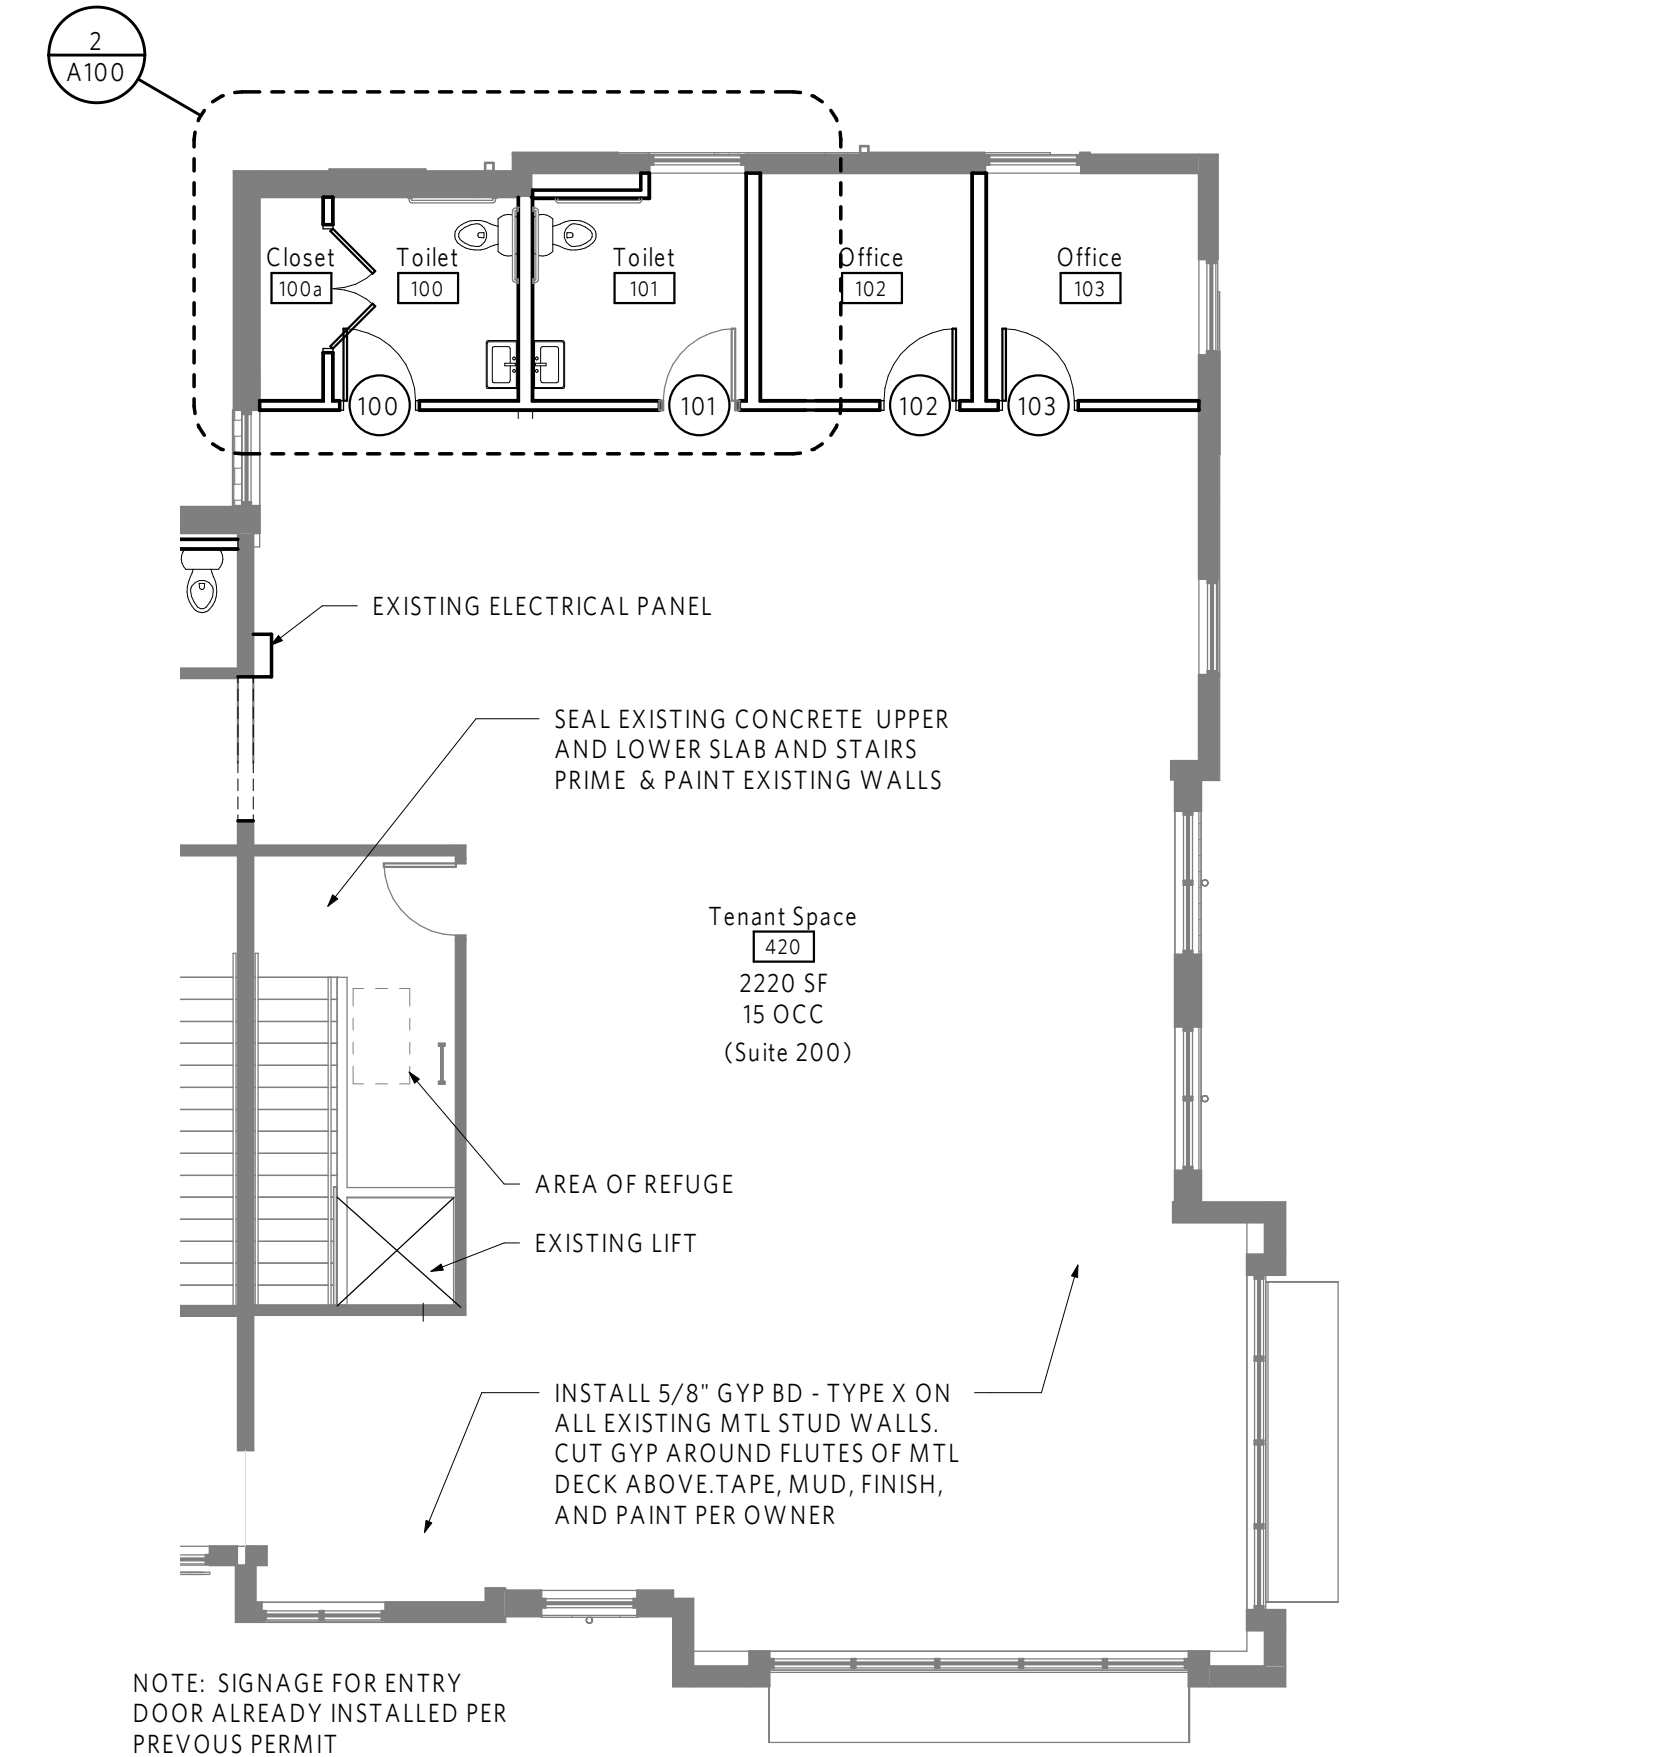 2
A100
Closet
100a
Toilet
100
Toilet
101
Office
102
Office
103
100
101
102
103
EXISTING ELECTRICAL PANEL
SEAL EXISTING CONCRETE UPPER
AND LOWER SLAB AND STAIRS
PRIME & PAINT EXISTING WALLS
Tenant Space
420
2220 SF
15 OCC
(Suite 200)
AREA OF REFUGE
EXISTING LIFT
INSTALL 5/8" GYP BD - TYPE X ON
ALL EXISTING MTL STUD WALLS.
CUT GYP AROUND FLUTES OF MTL
DECK ABOVE.TAPE, MUD, FINISH,
AND PAINT PER OWNER
NOTE: SIGNAGE FOR ENTRY
DOOR ALREADY INSTALLED PER
PREVOUS PERMIT